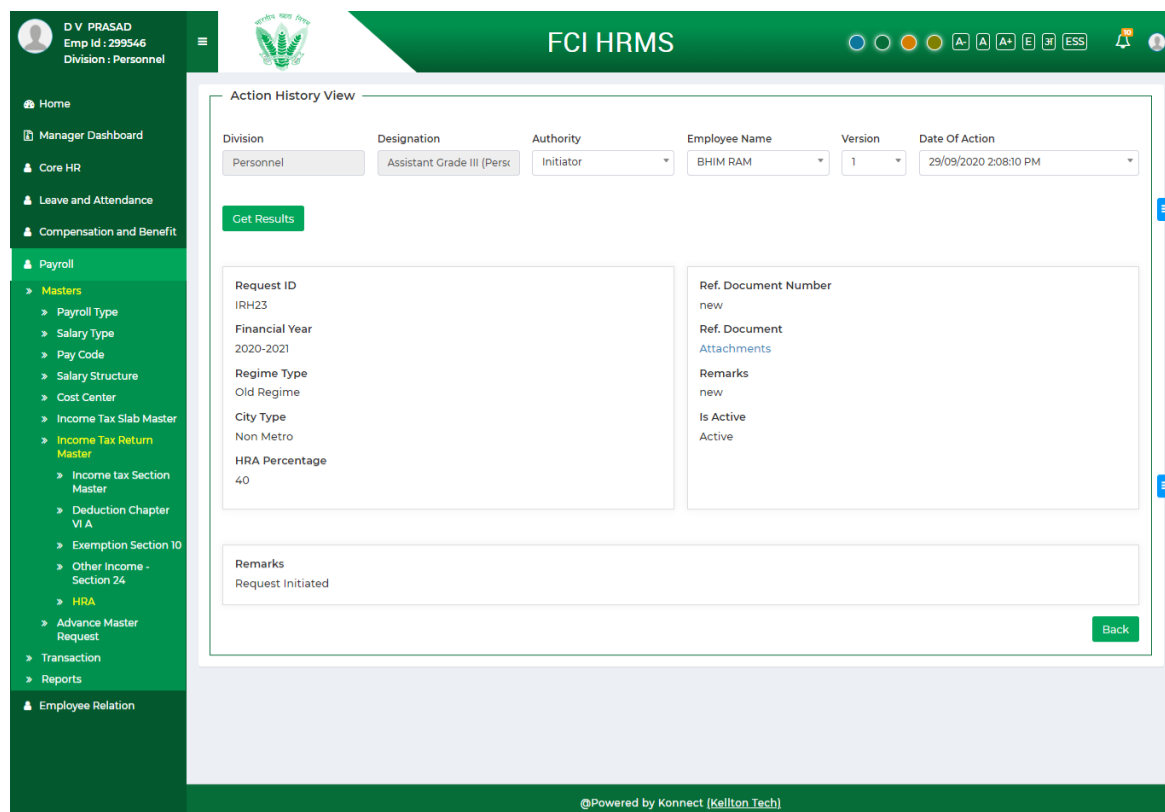 D V PRASAD
Emp Id : 299546
Division : Personnel
FCI HRMS
A- A A+ E अ ESS
10
Home
Manager Dashboard
Core HR
Leave and Attendance
Compensation and Benefit
Payroll
Masters
Payroll Type
Salary Type
Pay Code
Salary Structure
Cost Center
Income Tax Slab Master
Income Tax Return
Master
Income tax Section
Master
Deduction Chapter
VI A
Exemption Section 10
Other Income -
Section 24
HRA
Advance Master
Request
Transaction
Reports
Employee Relation
Action History View
Division Designation Authority Employee Name Version Date Of Action
Personnel Assistant Grade III (Perso Initiator BHIM RAM 1 29/09/2020 2:08:10 PM
Get Results
Request ID
IRH23
Financial Year
2020-2021
Regime Type
Old Regime
City Type
Non Metro
HRA Percentage
40
Ref. Document Number
new
Ref. Document
Attachments
Remarks
new
Is Active
Active
Remarks
Request Initiated
Back
@Powered by Konnect (Kellton Tech)